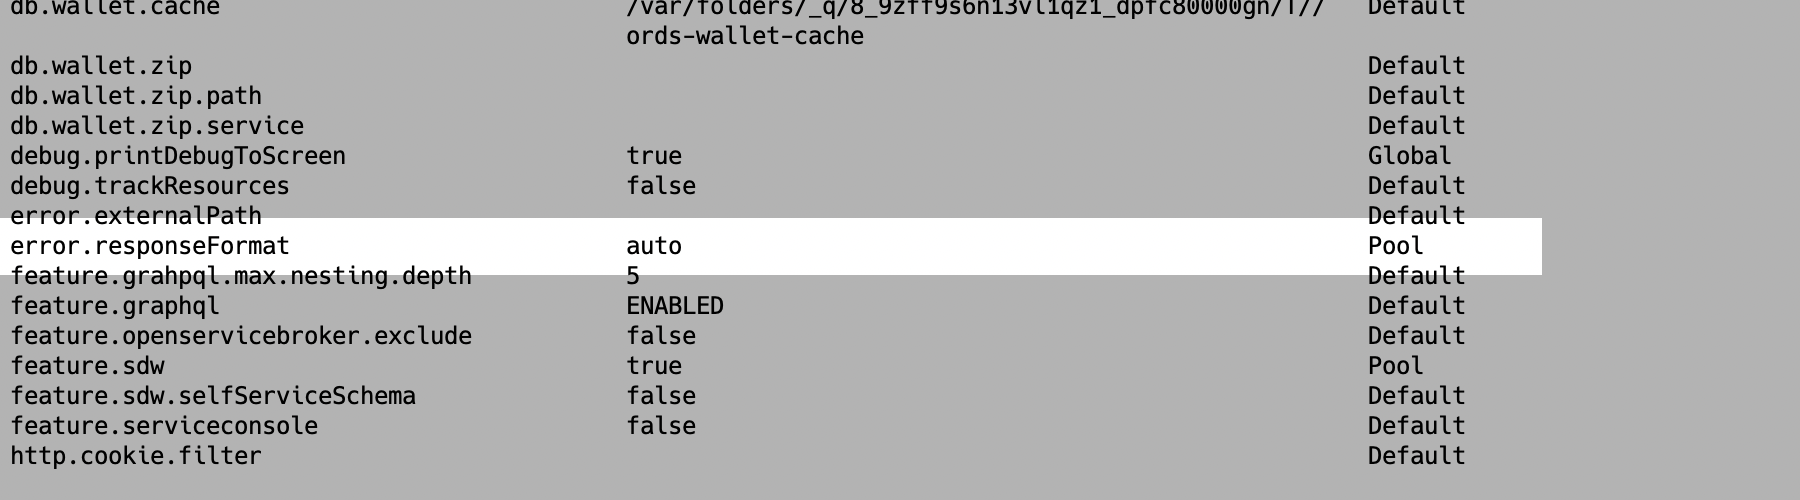 db.wallet.cache /var/folders/_q/8_9zff9s6n13vl1qz1_dpfc80000gn/T// Default
ords-wallet-cache
db.wallet.zip Default
db.wallet.zip.path Default
db.wallet.zip.service Default
debug.printDebugToScreen true Global
debug.trackResources false Default
error.externalPath Default
error.responseFormat auto Pool
feature.grahpql.max.nesting.depth 5 Default
feature.graphql ENABLED Default
feature.openservicebroker.exclude false Default
feature.sdw true Pool
feature.sdw.selfServiceSchema false Default
feature.serviceconsole false Default
http.cookie.filter Default